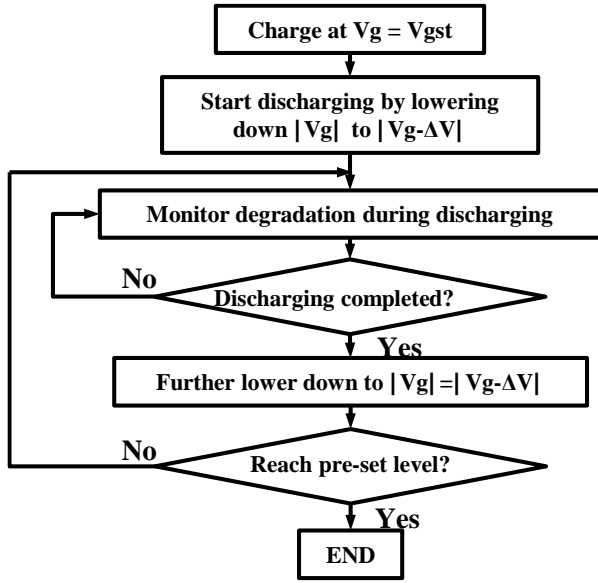 Charge at Vg = Vgst
Start discharging by lowering
down |Vg| to |Vg-ΔV|
Monitor degradation during discharging
No
Discharging completed?
Yes
Further lower down to |Vg|=|Vg-ΔV|
No
Reach pre-set level?
Yes
END